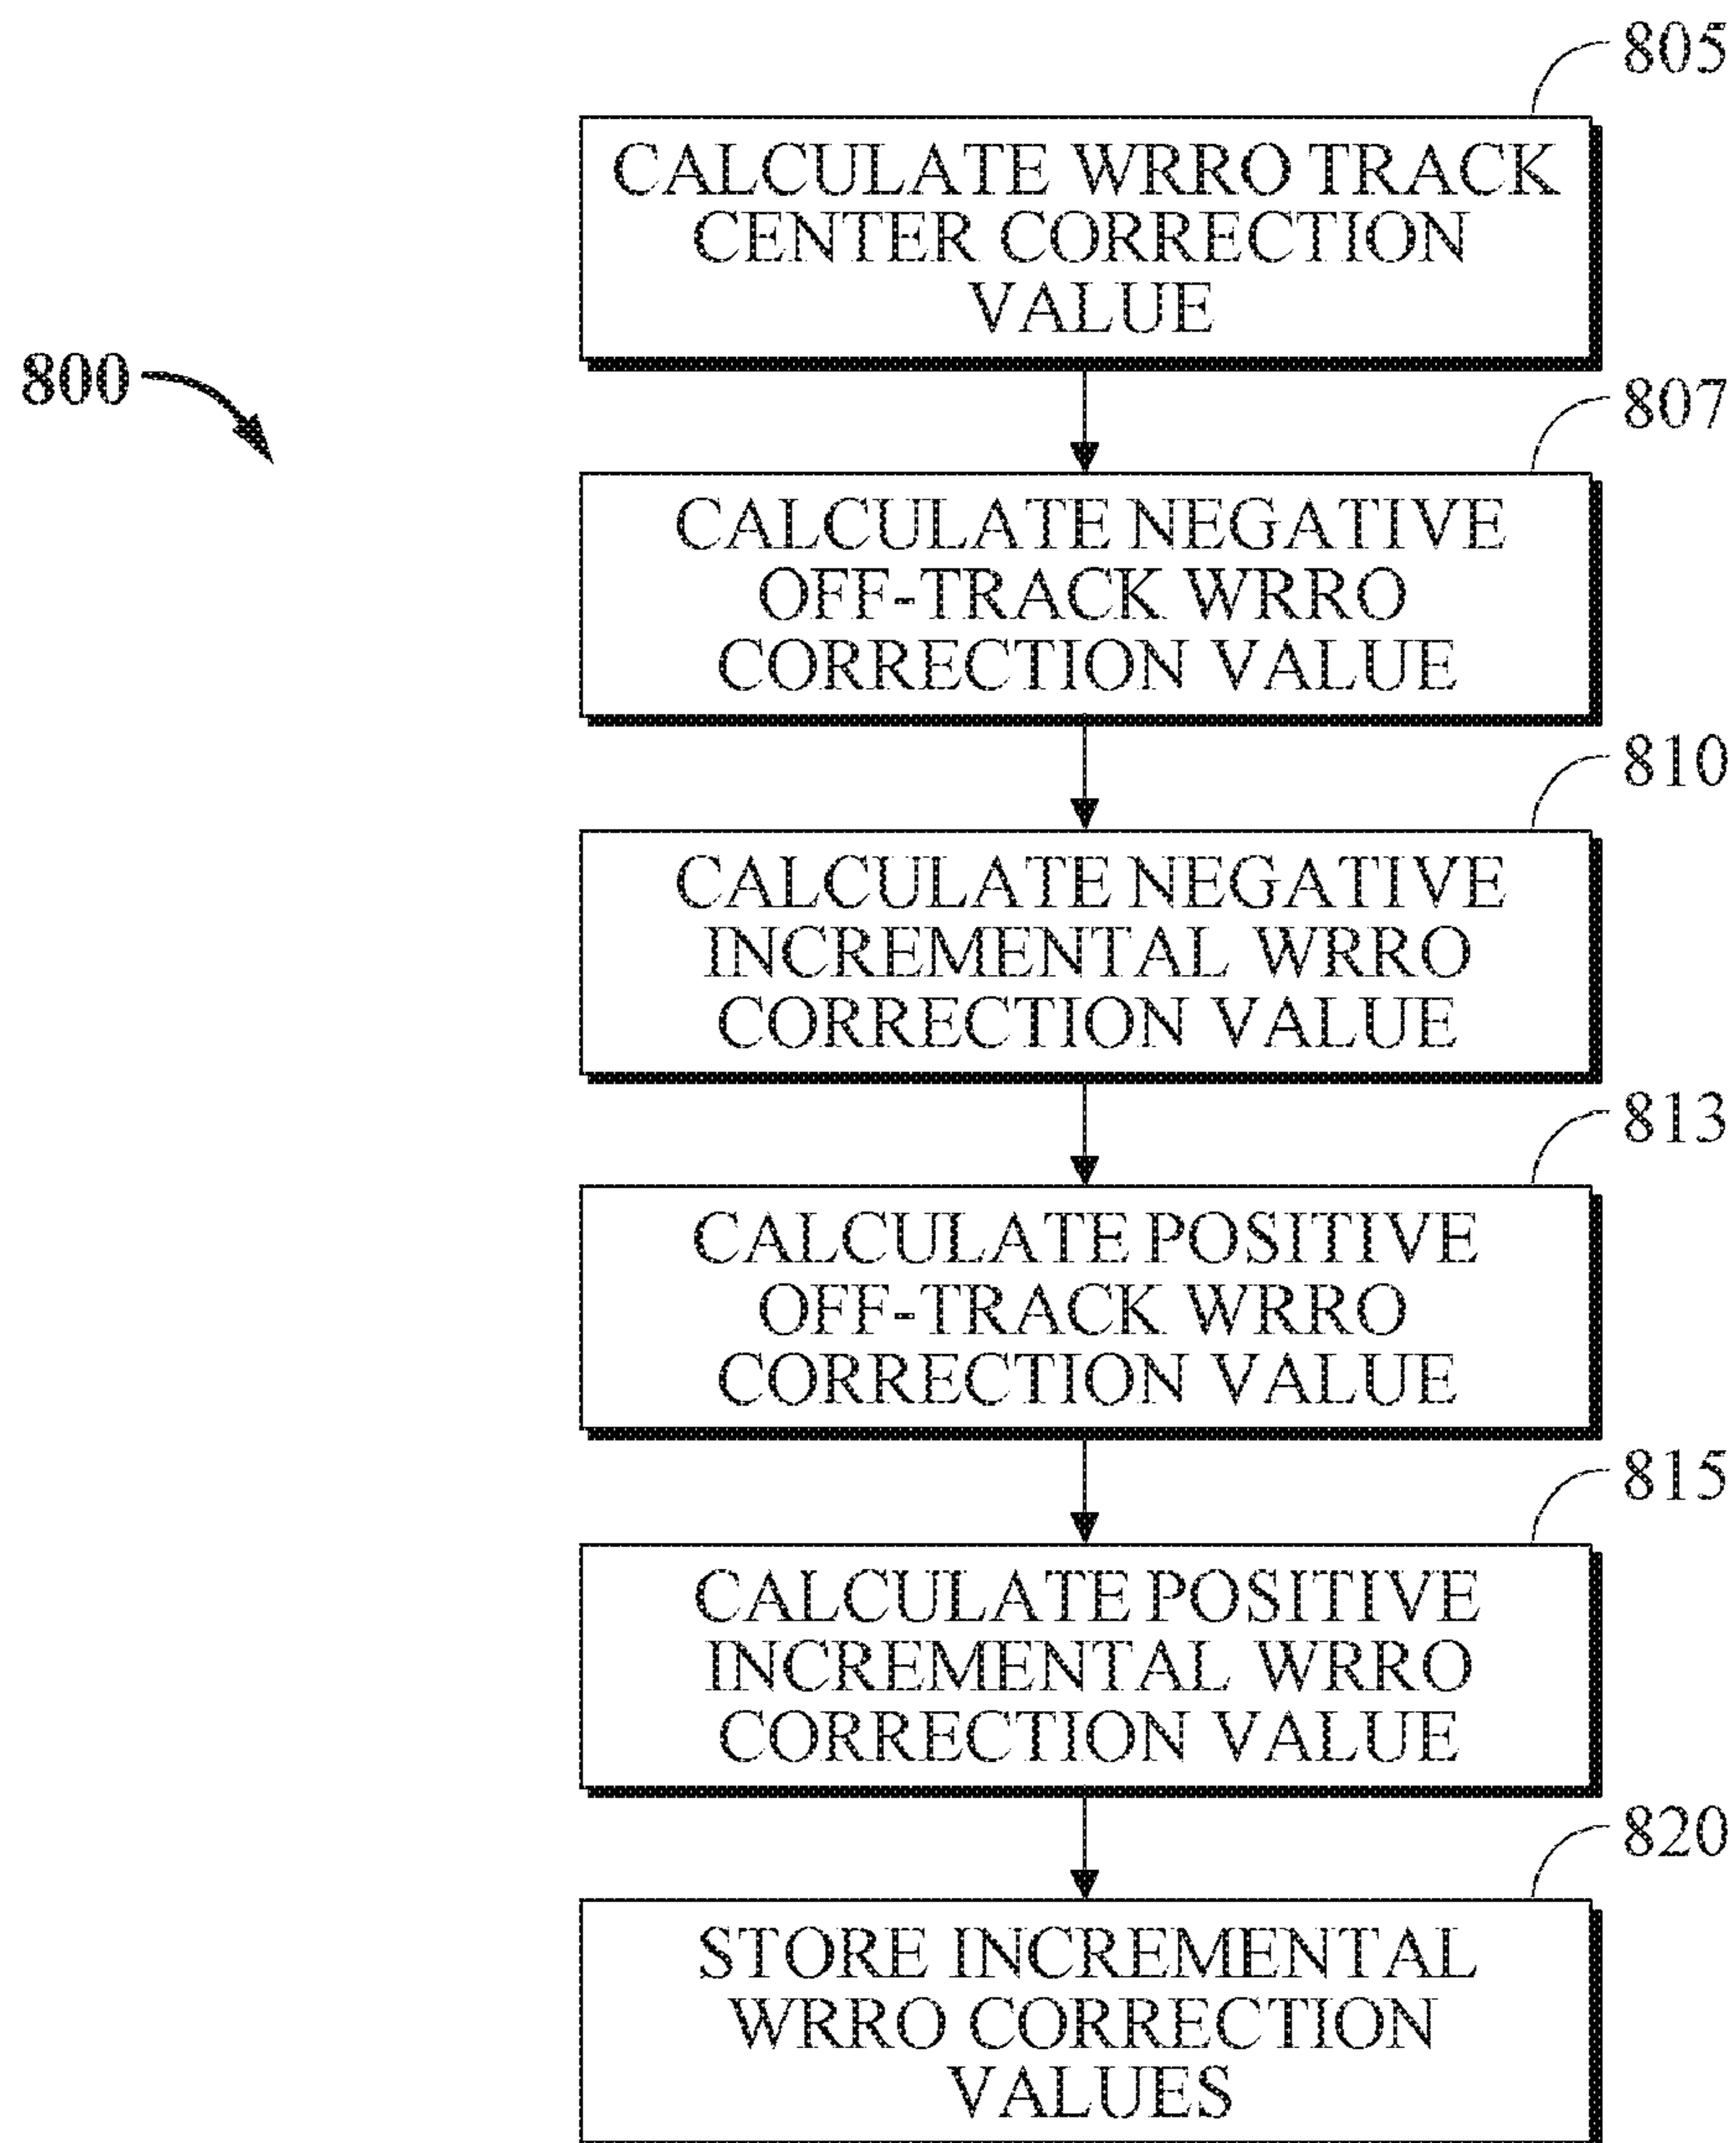 805
CALCULATE WRRO TRACK
CENTER CORRECTION
VALUE
800
807
CALCULATE NEGATIVE
OFF-TRACK WRRO
CORRECTION VALUE
810
CALCULATE NEGATIVE
INCREMENTAL WRRO
CORRECTION VALUE
813
CALCULATE POSITIVE
OFF-TRACK WRRO
CORRECTION VALUE
815
CALCULATE POSITIVE
INCREMENTAL WRRO
CORRECTION VALUE
820
STORE INCREMENTAL
WRRO CORRECTION
VALUES